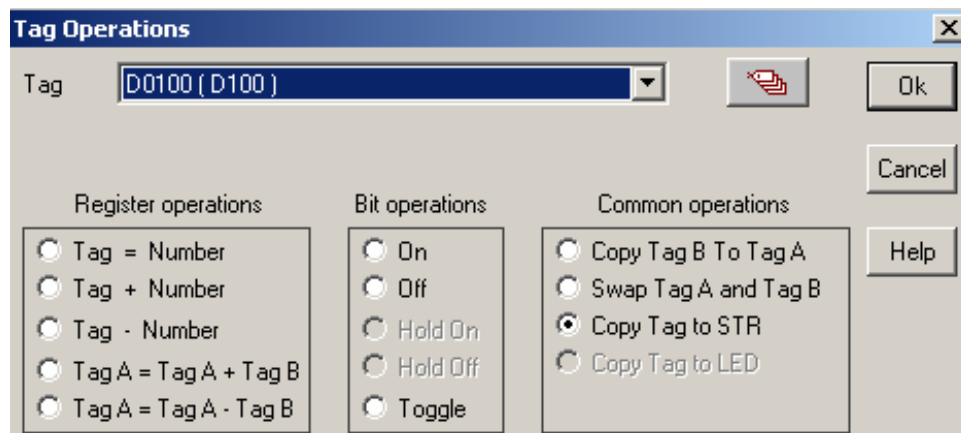 Tag Operations
Tag
D0100 ( D100 )
Ok
Cancel
Help
Register operations
Tag = Number
Tag + Number
Tag - Number
Tag A = Tag A + Tag B
Tag A = Tag A - Tag B
Bit operations
On
Off
Hold On
Hold Off
Toggle
Common operations
Copy Tag B To Tag A
Swap Tag A and Tag B
Copy Tag to STR
Copy Tag to LED